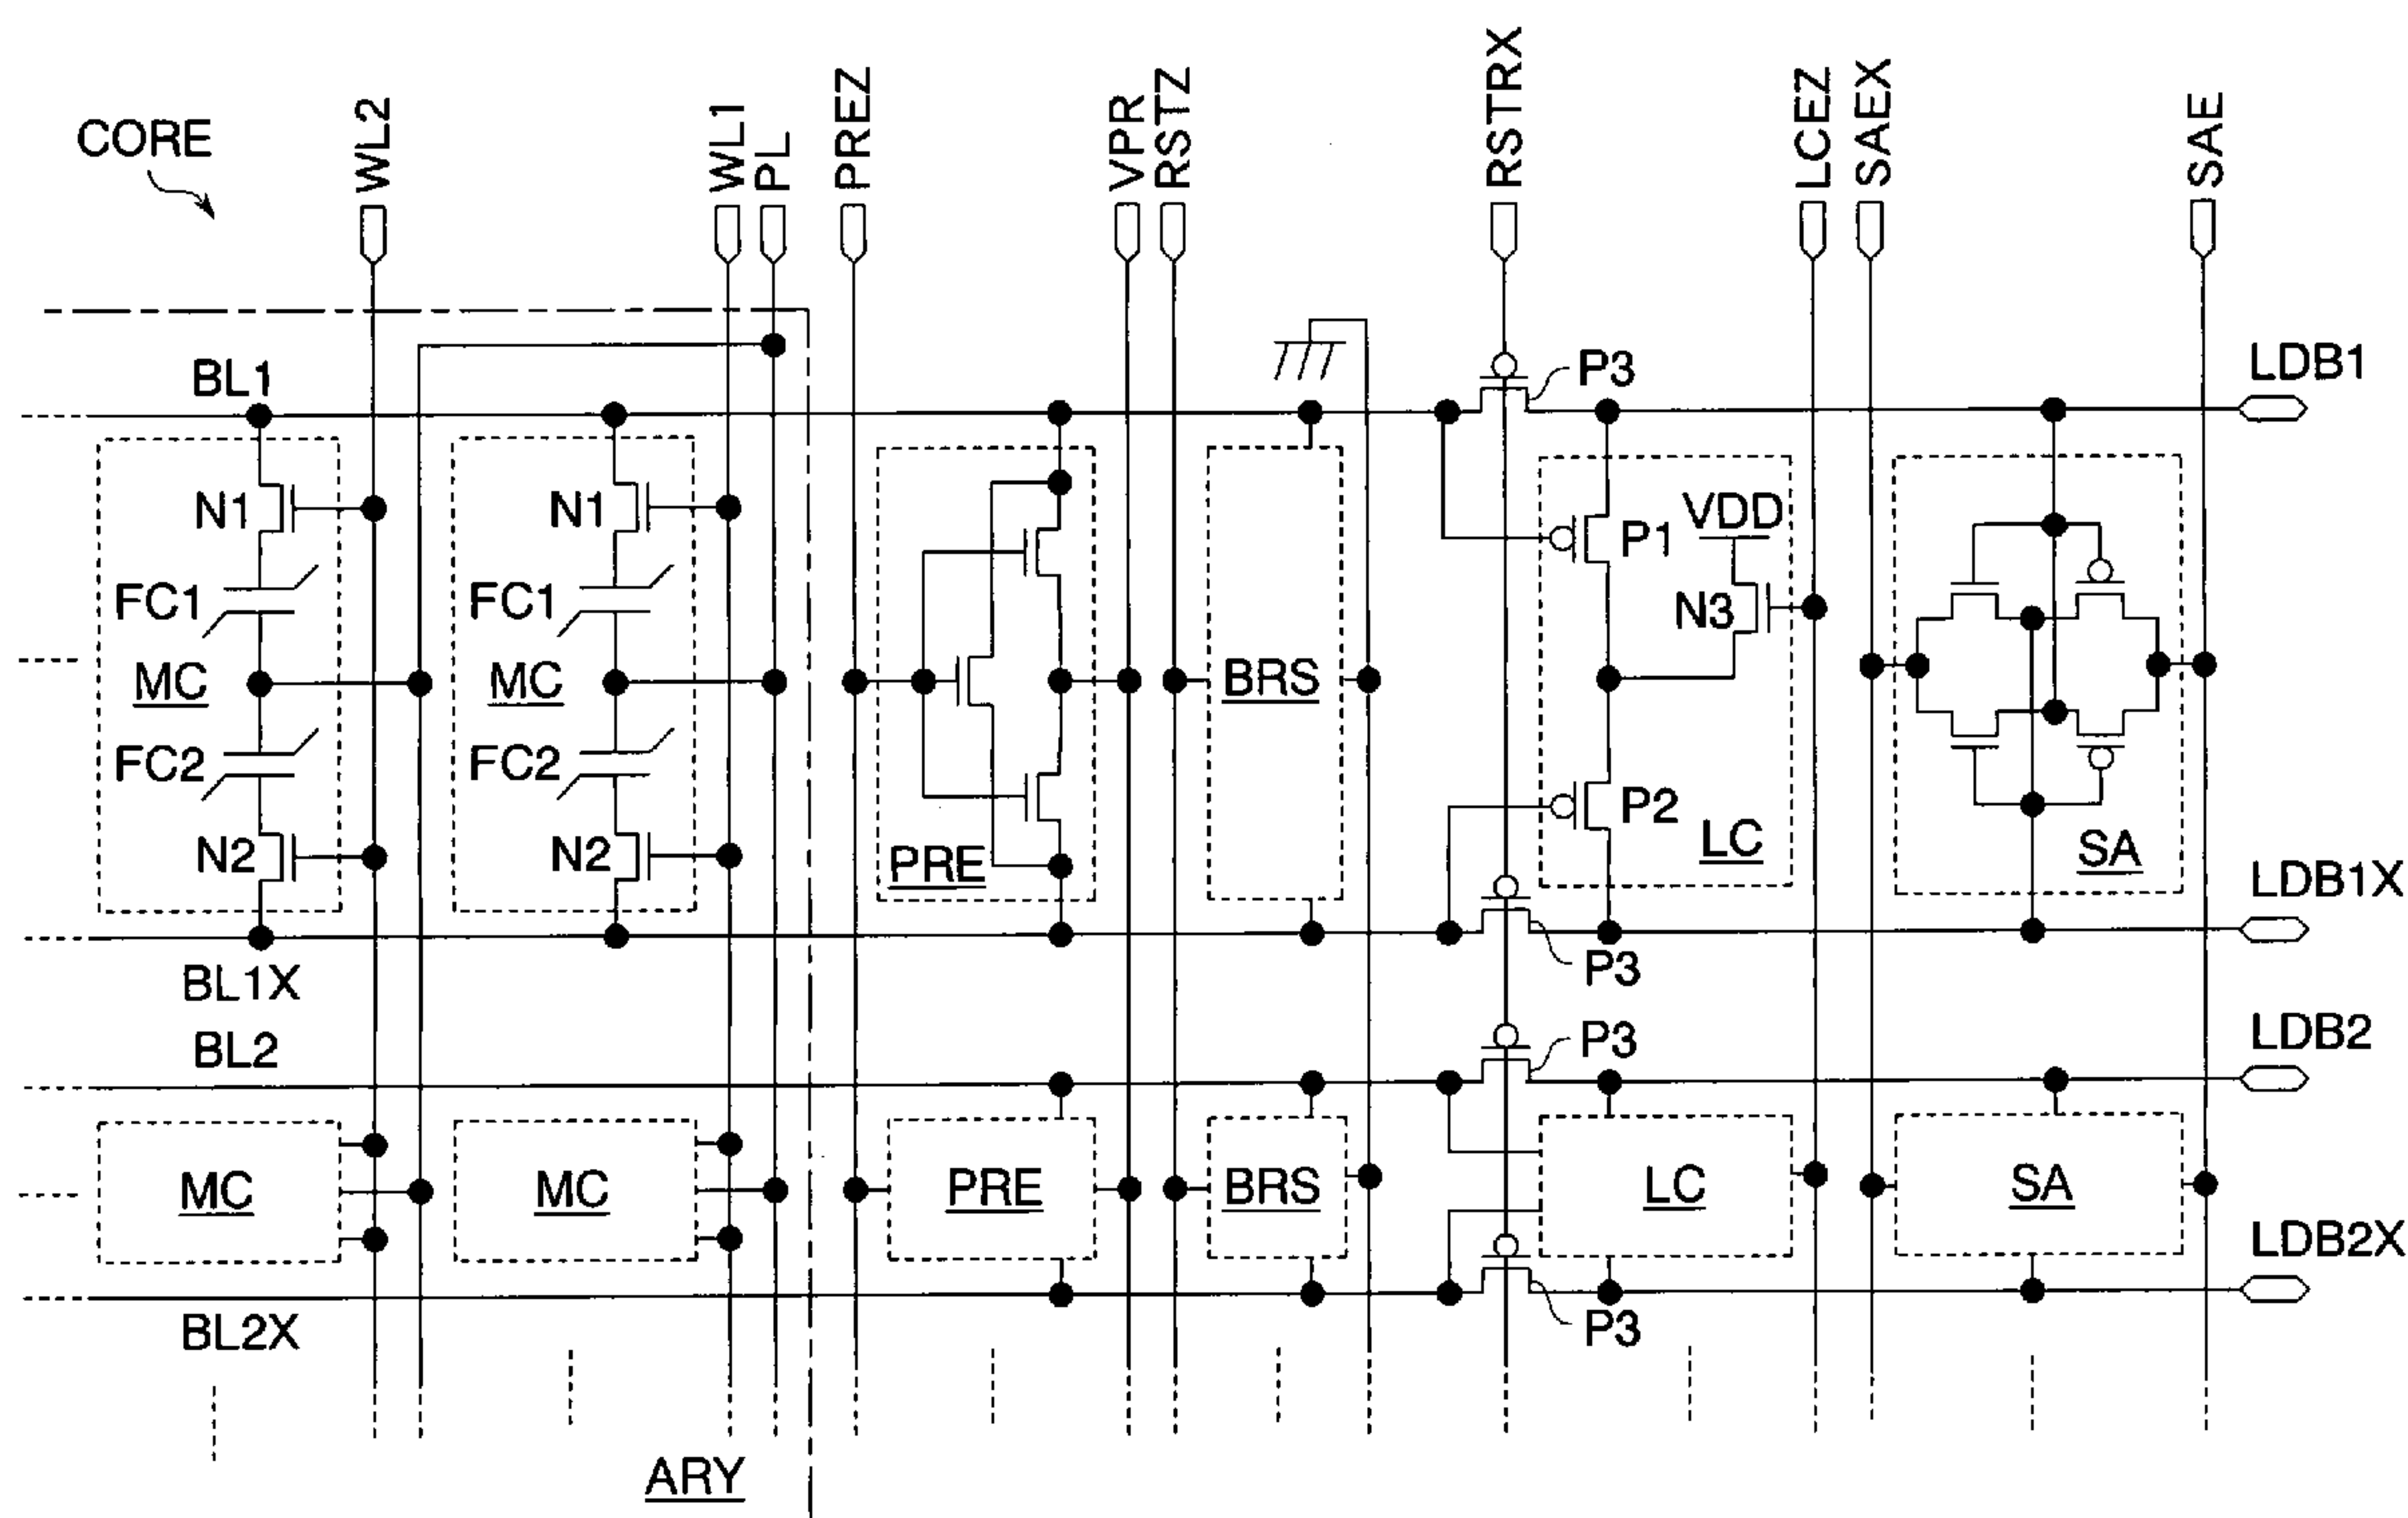 CORE
WL2
WL1
PL
PREZ
VPR
RSTZ
RSTRX
LCEZ
SAEX
SAE
BL1
P3
LDB1
N1
N1
P1
VDD
FC1
FC1
N3
MC
MC
BRS
FC2
FC2
P2
N2
N2
PRE
LC
SA
LDB1X
BL1X
P3
BL2
P3
LDB2
MC
MC
PRE
BRS
LC
SA
LDB2X
BL2X
P3
ARY